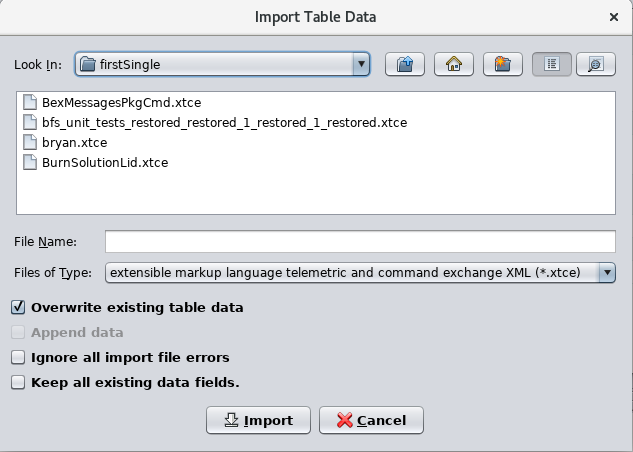 Import Table Data
Look In: firstSingle
BexMessagesPkgCmd.xtce
bfs_unit_tests_restored_restored_1_restored_1_restored.xtce
bryan.xtce
BurnSolutionLid.xtce
File Name:
Files of Type: extensible markup language telemetric and command exchange XML (*.xtce)
Overwrite existing table data
Append data
Ignore all import file errors
Keep all existing data fields.
Import Cancel